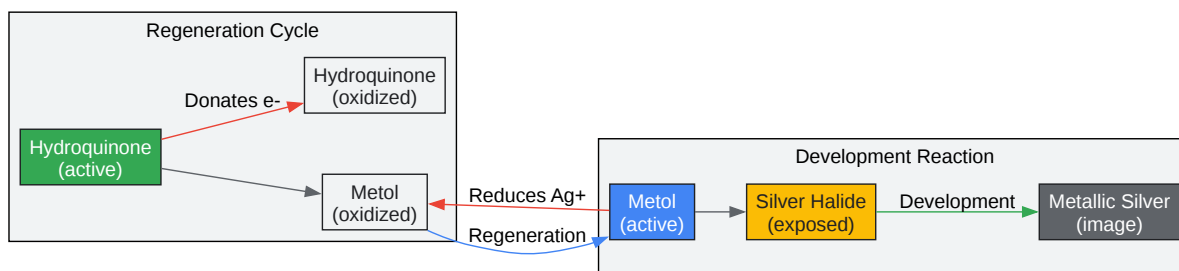 Regeneration Cycle
Hydroquinone
(oxidized)
Donates e-
Hydroquinone
(active)
Metol
(oxidized)
Reduces Ag+
Regeneration
Development Reaction
Metol
(active)
Silver Halide
(exposed)
Development
Metallic Silver
(image)